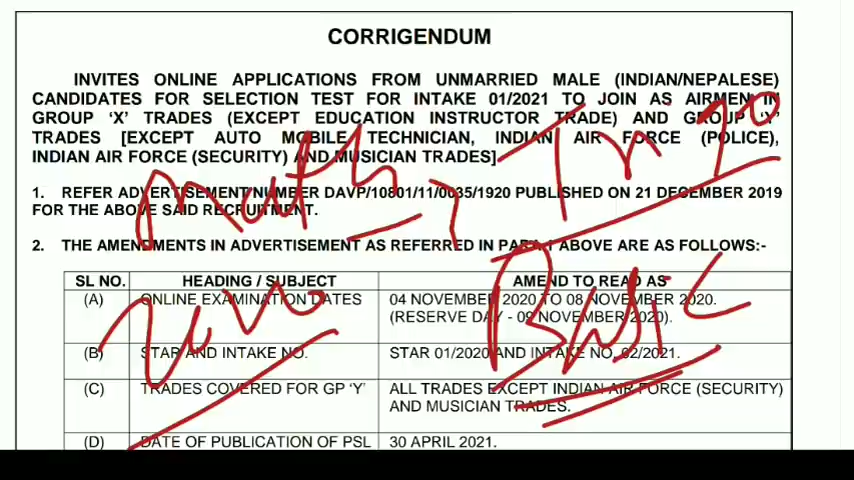 CORRIGENDUM
INVITES ONLINE APPLICATIONS FROM UNMARRIED MALE (INDIAN/NEPALESE)
CANDIDATES FOR SELECTION TEST FOR INTAKE 01/2021 TO JOIN AS AIRMEN IN
GROUP 'X' TRADES (EXCEPT EDUCATION INSTRUCTOR TRADE) AND GROUP 'Y'
TRADES [EXCEPT AUTO MOBILE TECHNICIAN, INDIAN AIR FORCE (POLICE),
INDIAN AIR FORCE (SECURITY) AND MUSICIAN TRADES]
1. REFER ADVERTISEMENT NUMBER DAVP/10801/11/0035/1920 PUBLISHED ON 21 DECEMBER 2019
FOR THE ABOVE SAID RECRUITMENT.
Maths
2. THE AMENDMENTS IN ADVERTISEMENT AS REFERRED IN PARA 1 ABOVE ARE AS FOLLOWS:-
SL NO. HEADING / SUBJECT AMEND TO READ AS
(A) ONLINE EXAMINATION DATES 04 NOVEMBER 2020 TO 08 NOVEMBER 2020.
(RESERVE DAY - 09 NOVEMBER 2020).
Zero Basic
(B) STAR AND INTAKE NO. STAR 01/2020 AND INTAKE NO. 02/2021.
(C) TRADES COVERED FOR GP 'Y' ALL TRADES EXCEPT INDIAN AIR FORCE (SECURITY)
AND MUSICIAN TRADES.
(D) DATE OF PUBLICATION OF PSL 30 APRIL 2021.